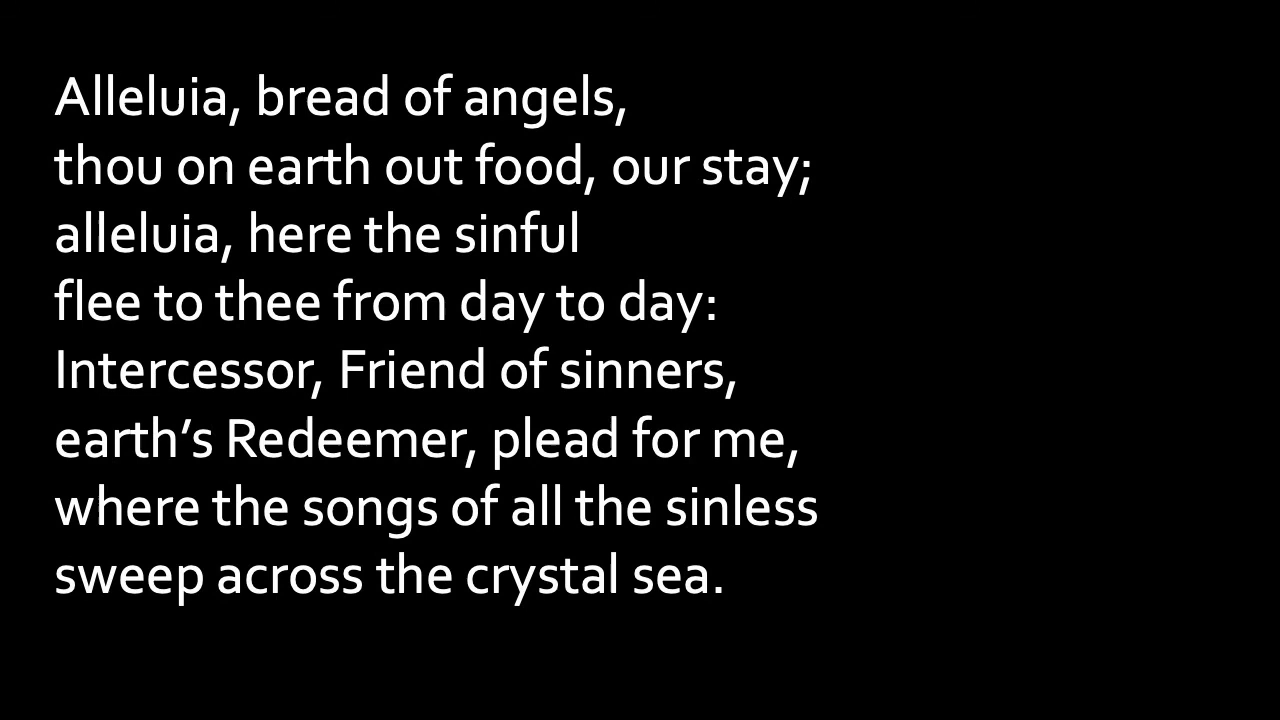 Alleluia, bread of angels,
thou on earth out food, our stay;
alleluia, here the sinful
flee to thee from day to day:
Intercessor, Friend of sinners,
earth’s Redeemer, plead for me,
where the songs of all the sinless
sweep across the crystal sea.